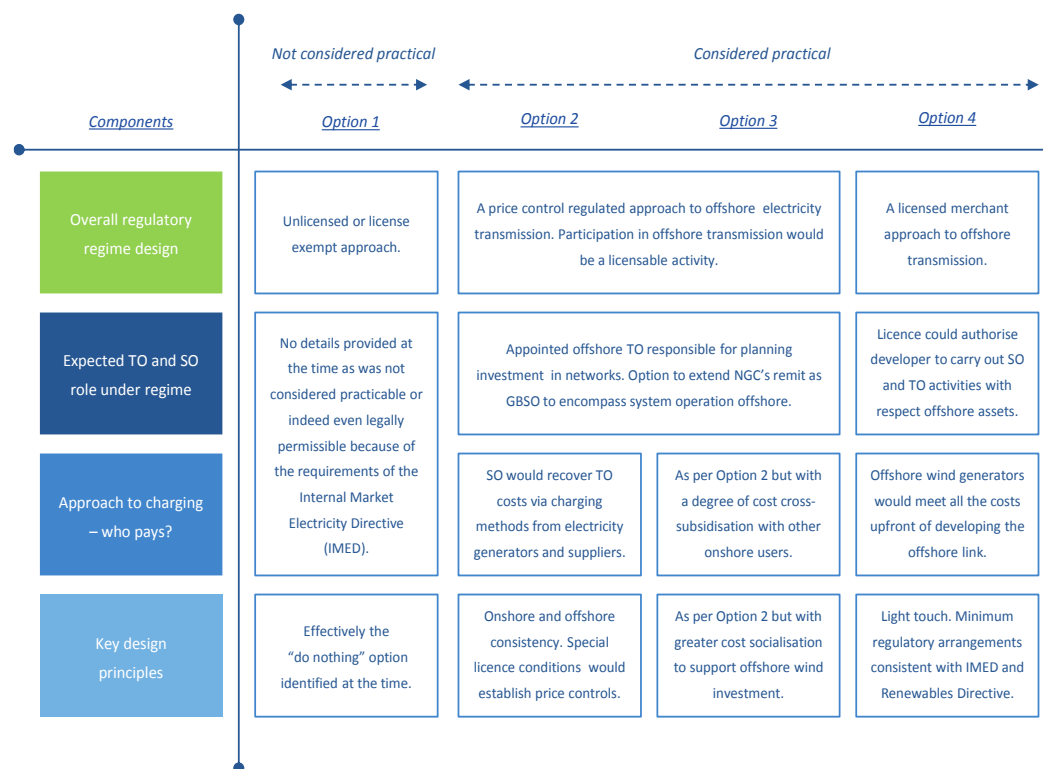 Not considered practical
Considered practical
Components
Option 1
Option 2
Option 3
Option 4
Overall regulatory
regime design
Unlicensed or license
exempt approach.
A price control regulated approach to offshore electricity
transmission. Participation in offshore transmission would
be a licensable activity.
A licensed merchant
approach to offshore
transmission.
Expected TO and SO
role under regime
No details provided at
the time as was not
considered practicable or
indeed even legally
permissible because of
the requirements of the
Internal Market
Electricity Directive
(IMED).
Appointed offshore TO responsible for planning
investment in networks. Option to extend NGC's remit as
GBSO to encompass system operation offshore.
Licence could authorise
developer to carry out SO
and TO activities with
respect offshore assets.
Approach to charging
– who pays?
SO would recover TO
costs via charging
methods from electricity
generators and suppliers.
As per Option 2 but with
a degree of cost cross-
subsidisation with other
onshore users.
Offshore wind generators
would meet all the costs
upfront of developing the
offshore link.
Key design
principles
Effectively the
"do nothing" option
identified at the time.
Onshore and offshore
consistency. Special
licence conditions would
establish price controls.
As per Option 2 but with
greater cost socialisation
to support offshore wind
investment.
Light touch. Minimum
regulatory arrangements
consistent with IMED and
Renewables Directive.